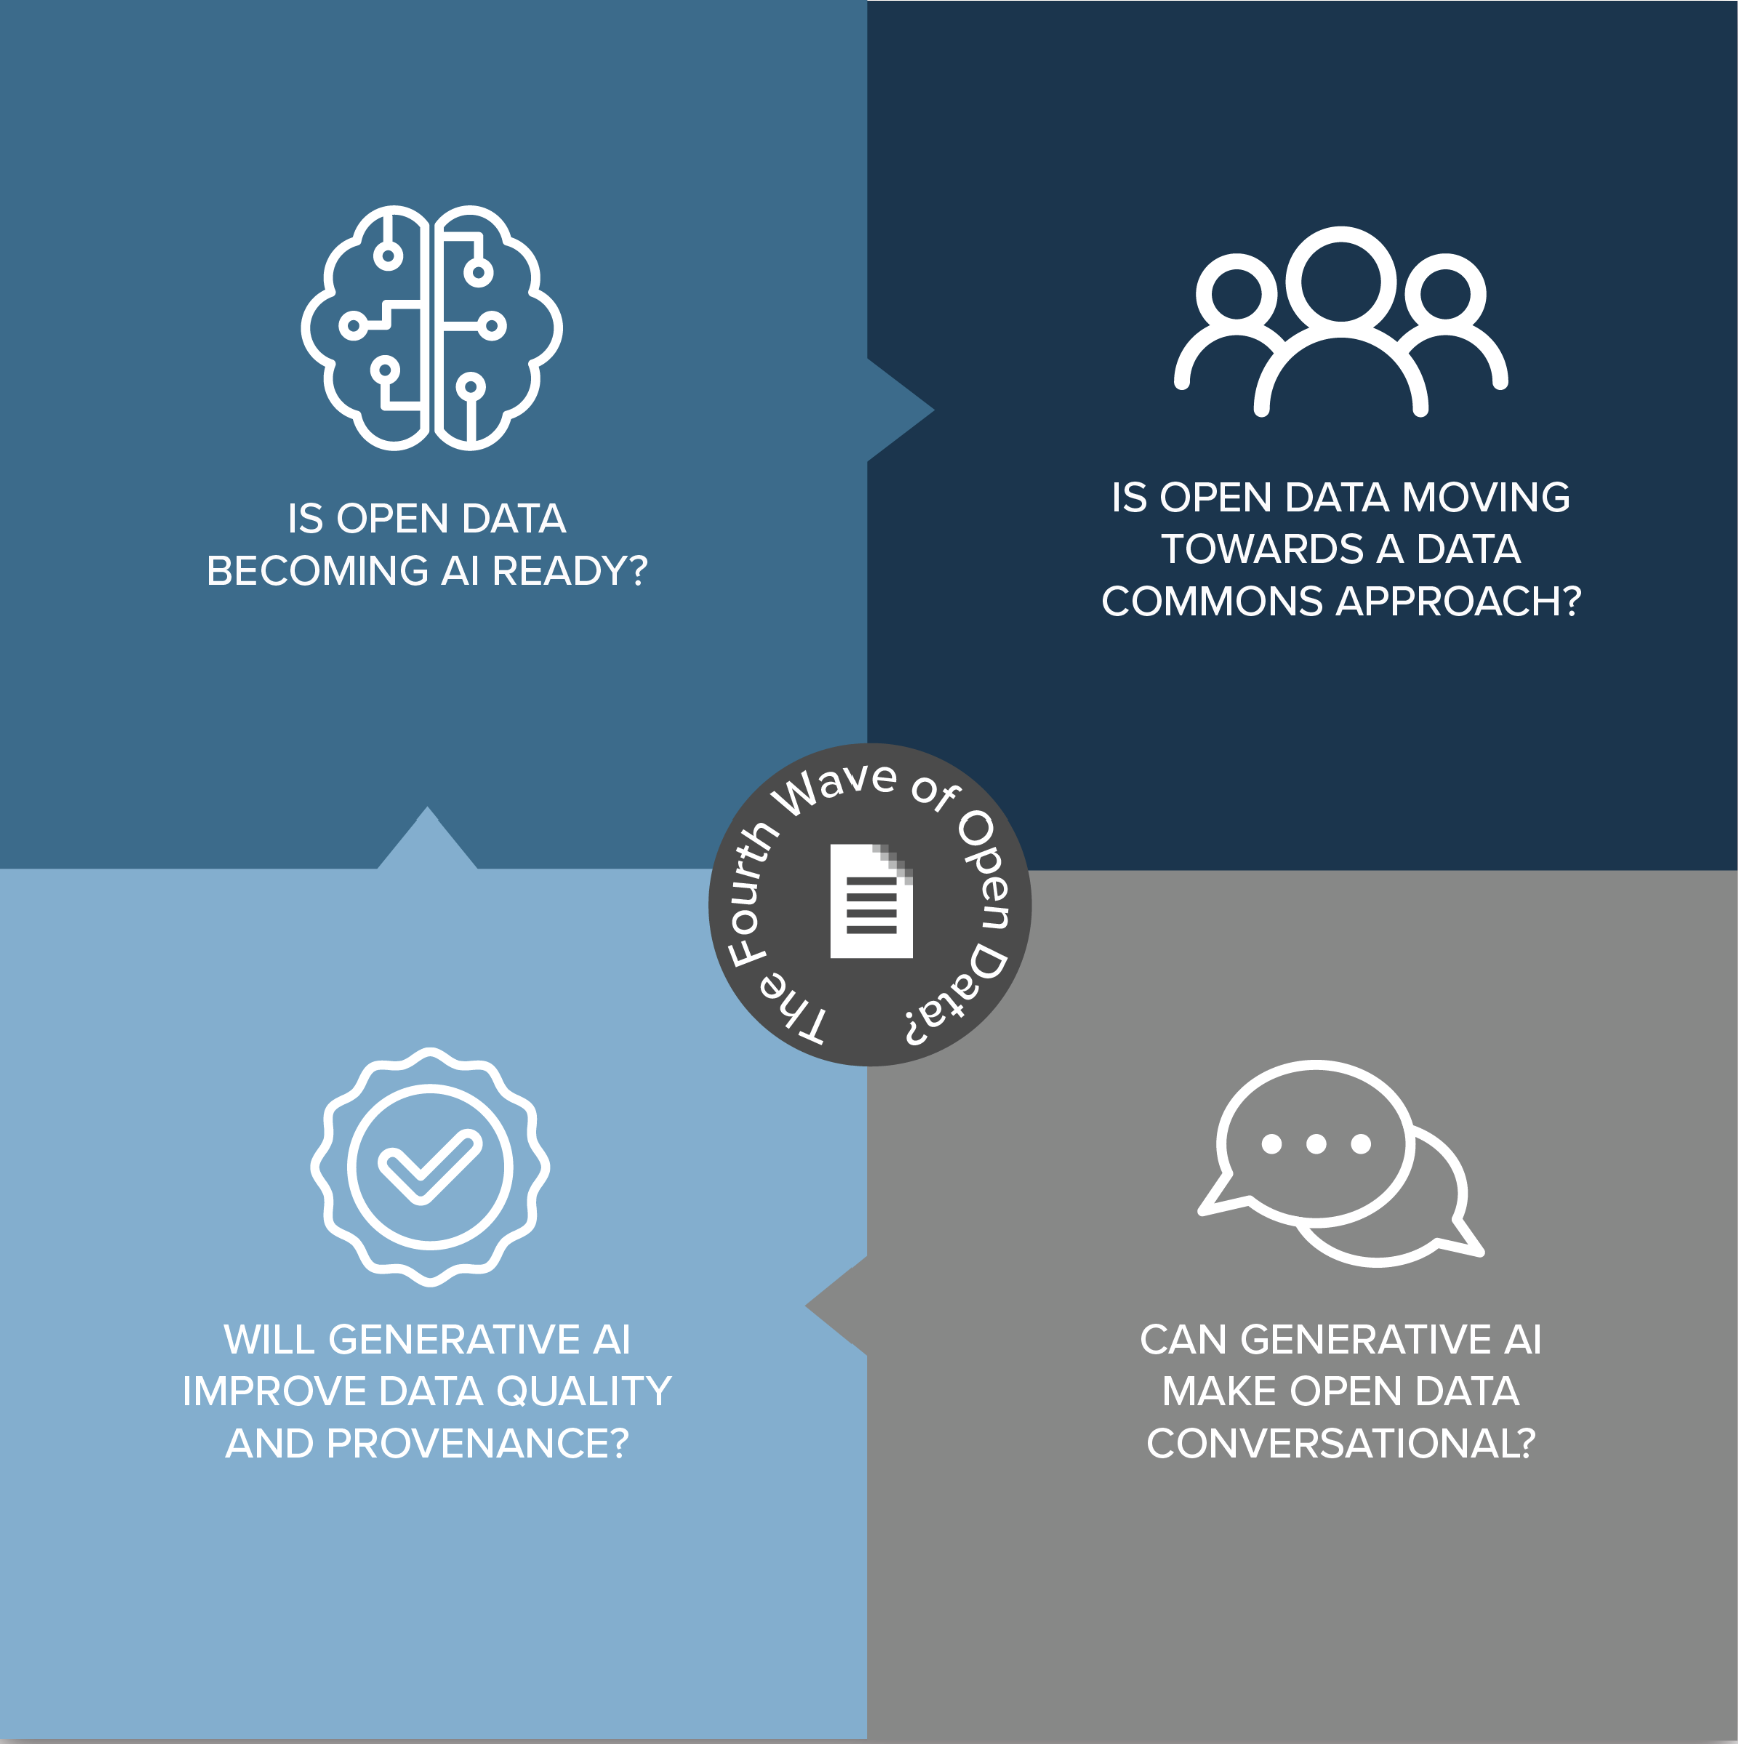 IS OPEN DATA
BECOMING AI READY?
IS OPEN DATA MOVING
TOWARDS A DATA
COMMONS APPROACH?
The Fourth Wave of Open Data?
WILL GENERATIVE AI
IMPROVE DATA QUALITY
AND PROVENANCE?
CAN GENERATIVE AI
MAKE OPEN DATA
CONVERSATIONAL?